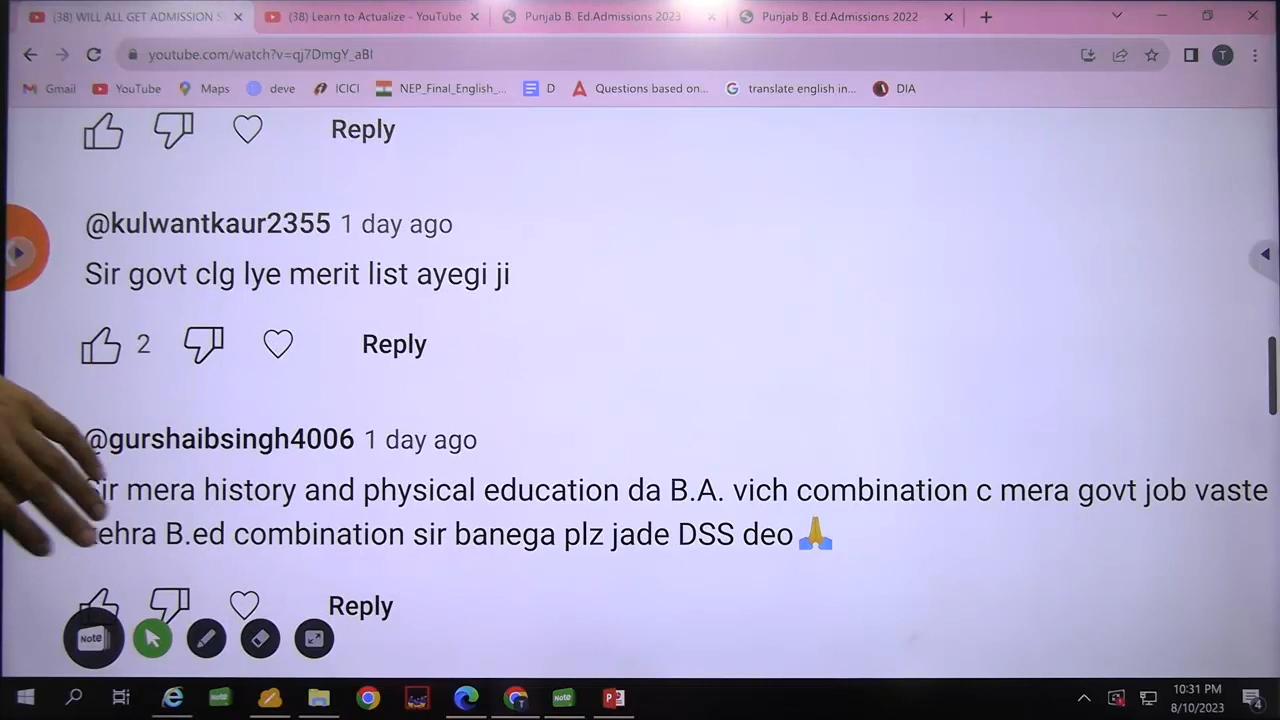 (38) WILL ALL GET ADMISSION
(38) Learn to Actualize - YouTube
Punjab B. Ed.Admissions 2023
Punjab B. Ed.Admissions 2022
youtube.com/watch?v=qj7DmgY_aBI
Gmail
YouTube
Maps
deve
ICICI
NEP_Final_English_...
D
Questions based on...
translate english in...
DIA
T
Reply
@kulwantkaur2355 1 day ago
Sir govt clg lye merit list ayegi ji
2
Reply
@gurshaibsingh4006 1 day ago
Sir mera history and physical education da B.A. vich combination c mera govt job vaste
B.ed combination sir banega plz jade DSS deo🙏
Reply
Note
Note
Note
10:31 PM
8/10/2023
4